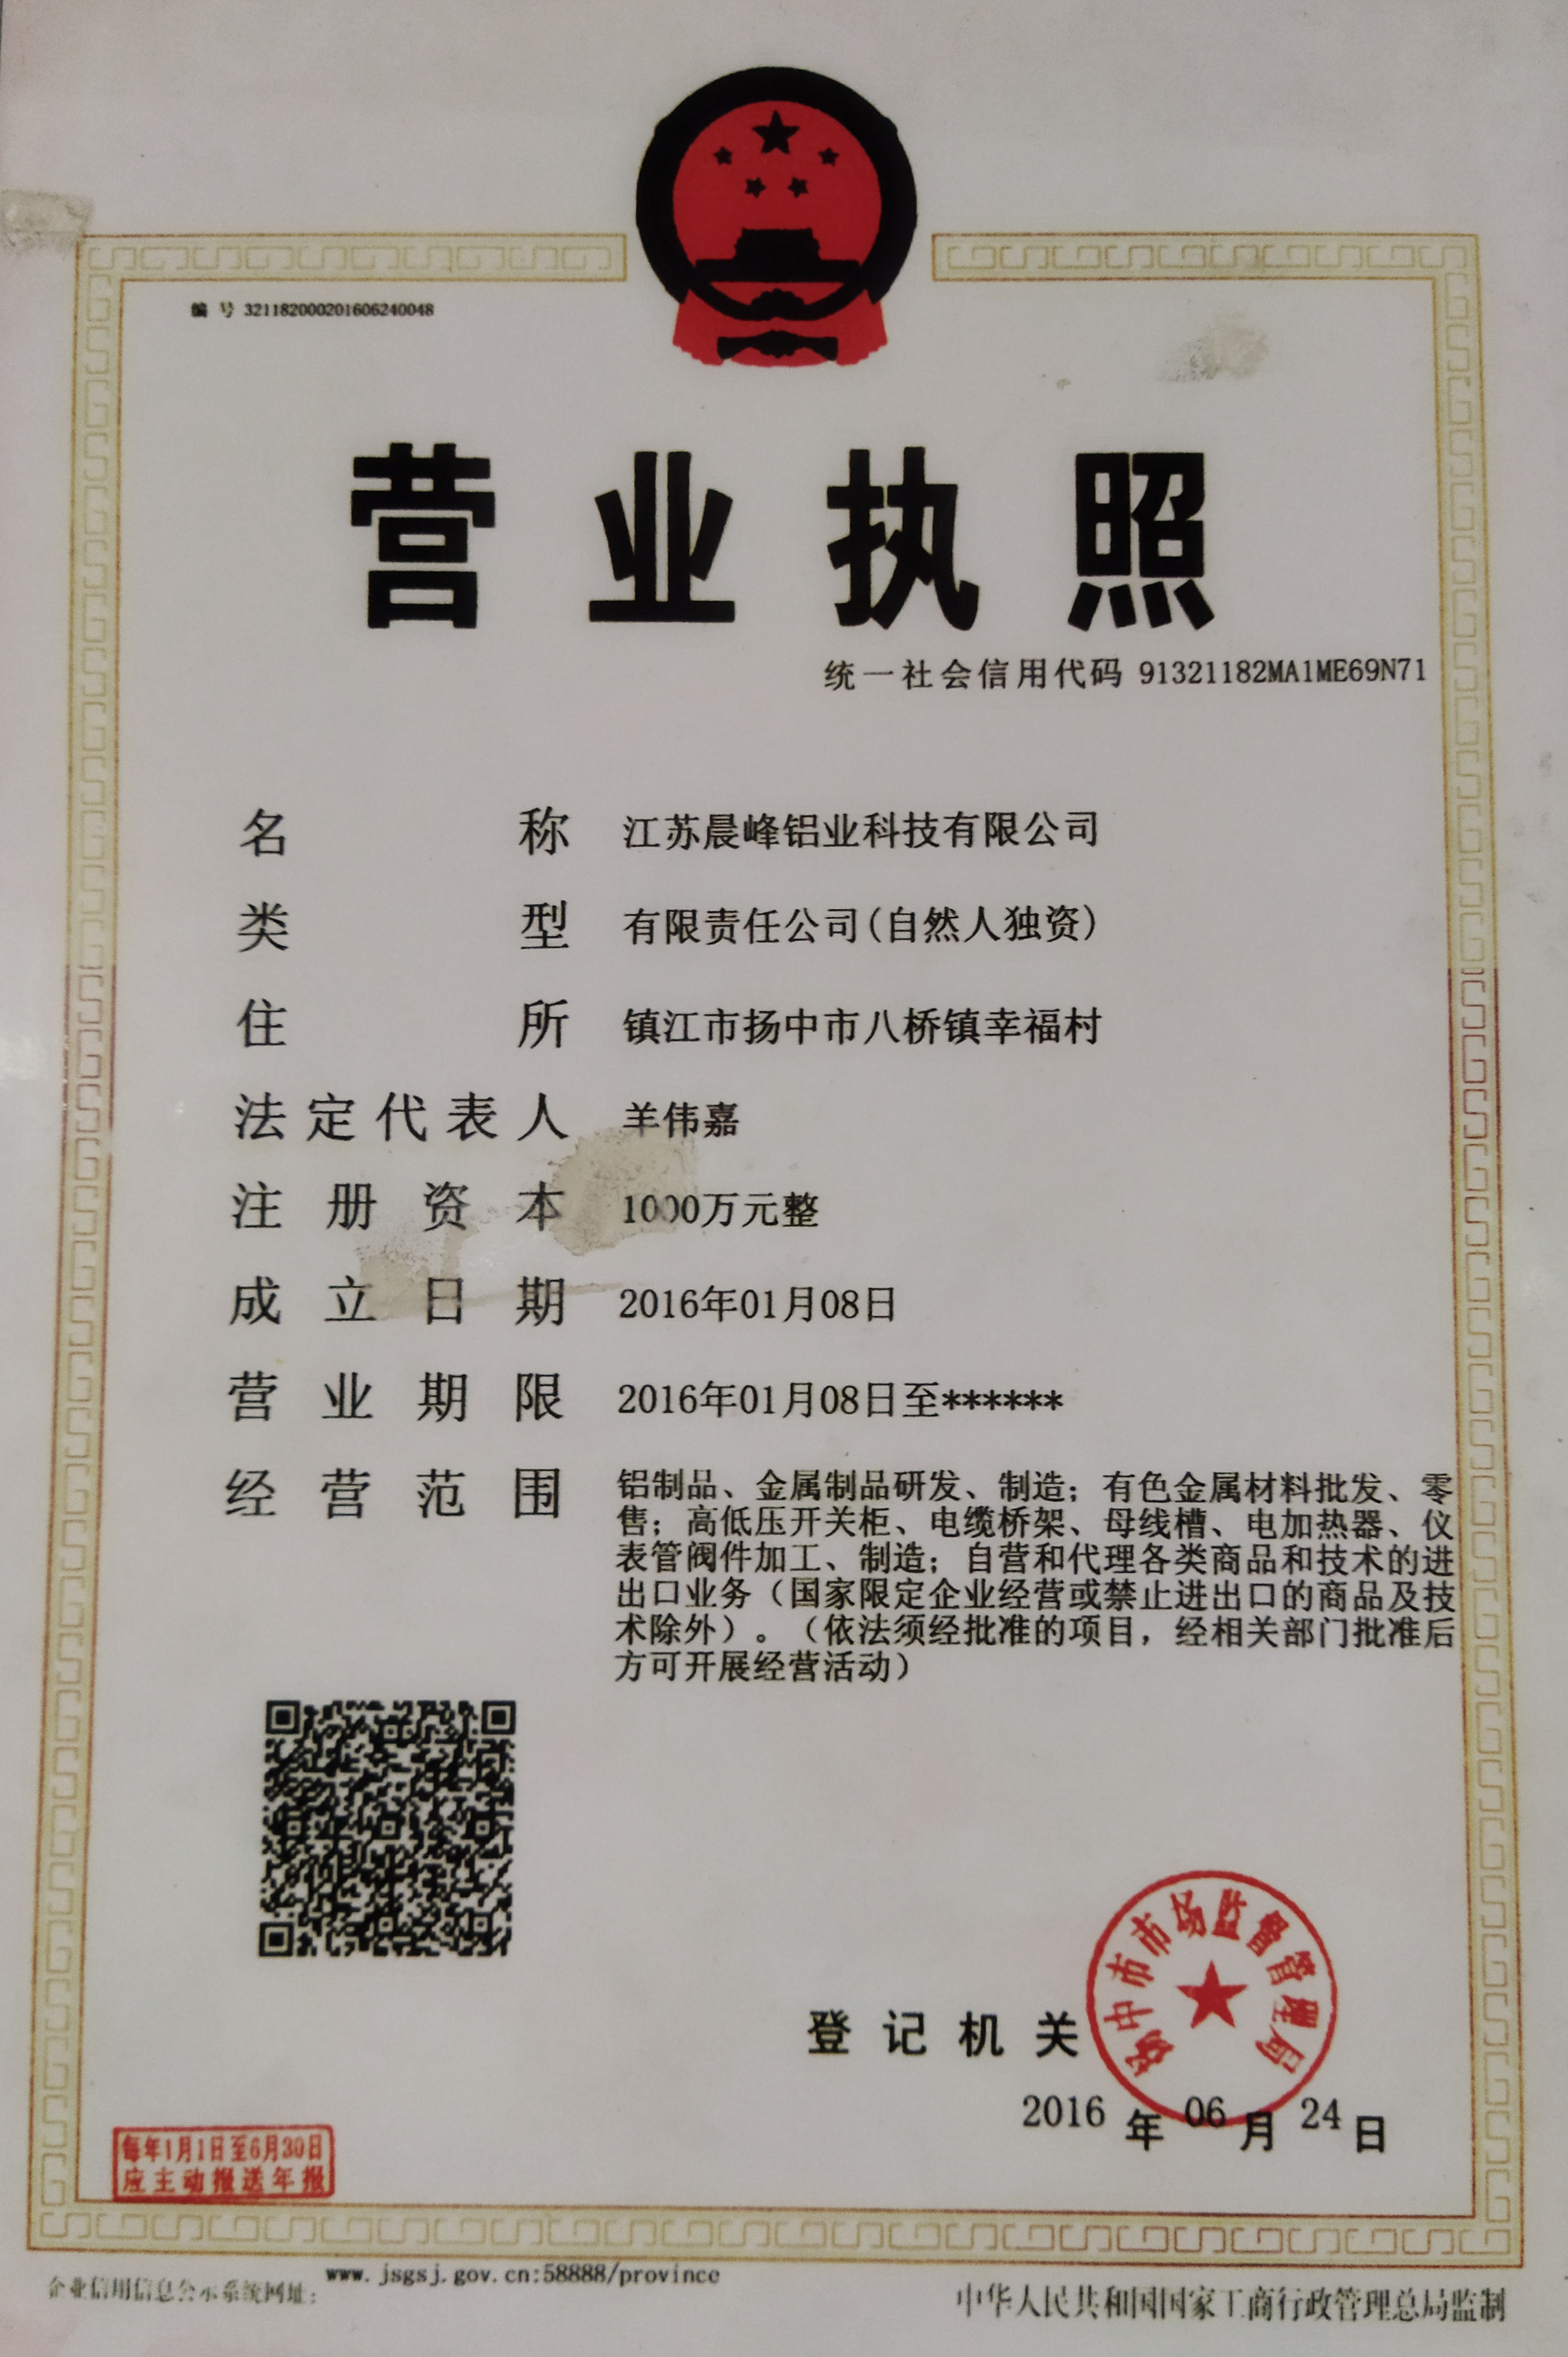 编 号 321182000201606240048
营业执照
统一社会信用代码 91321182MA1ME69N71
名称 江苏晨峰铝业科技有限公司
类型 有限责任公司(自然人独资)
住所 镇江市扬中市八桥镇幸福村
法定代表人 羊伟嘉
注册资本 1000万元整
成立日期 2016年01月08日
营业期限 2016年01月08日至******
经营范围 铝制品、金属制品研发、制造；有色金属材料批发、零
售；高低压开关柜、电缆桥架、母线槽、电加热器、仪
表管阀件加工、制造；自营和代理各类商品和技术的进
出口业务（国家限定企业经营或禁止进出口的商品及技
术除外）。（依法须经批准的项目，经相关部门批准后
方可开展经营活动）
扬中市市场监督管理局
登记机关
2016年06月24日
每年1月1日至6月30日
应主动报送年报
企业信用信息公示系统网址：www.jsgsj.gov.cn:58888/province
中华人民共和国国家工商行政管理总局监制